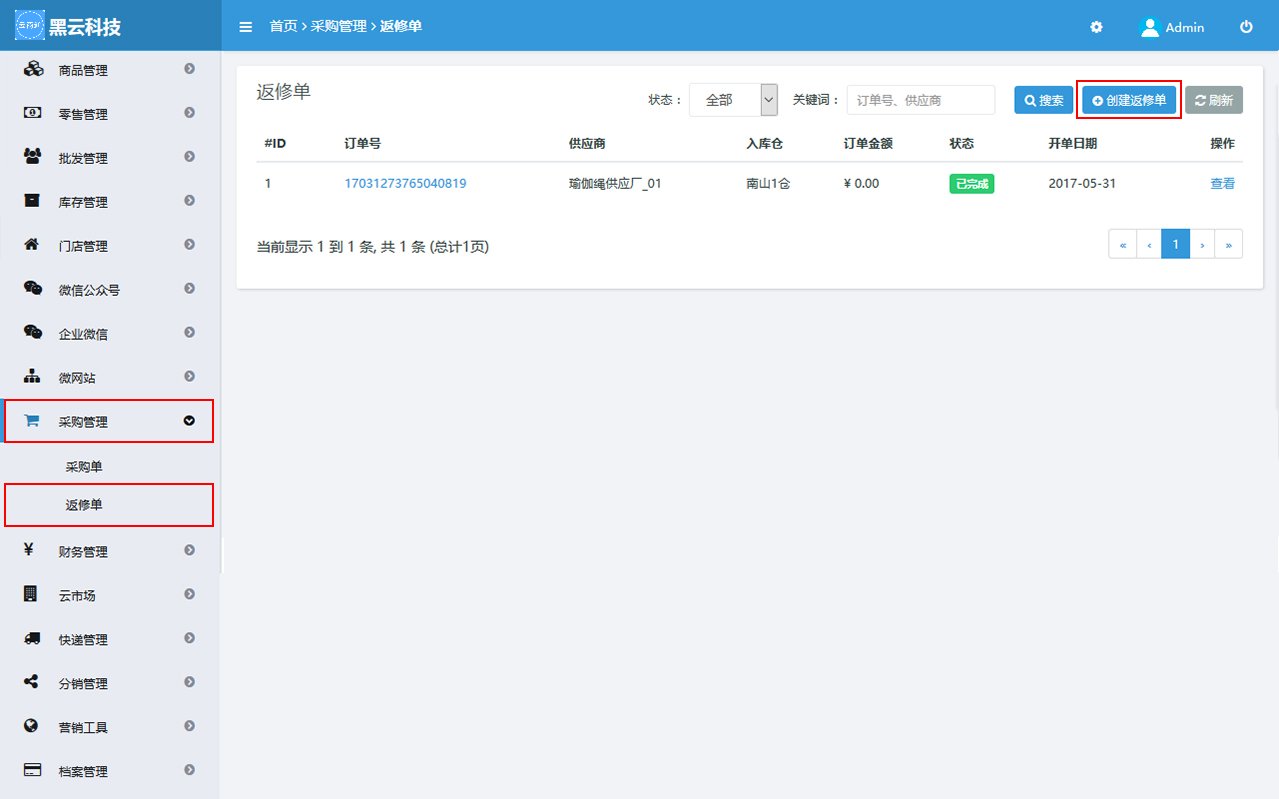 黑云科技
首页 > 采购管理 > 返修单
Admin
商品管理
零售管理
批发管理
库存管理
门店管理
微信公众号
企业微信
微网站
采购管理
采购单
返修单
财务管理
云市场
快递管理
分销管理
营销工具
档案管理
返修单
状态： 全部 关键词： 订单号、供应商 搜索 创建返修单 刷新
#ID 订单号 供应商 入库仓 订单金额 状态 开单日期 操作
1 17031273765040819 瑜伽绳供应厂_01 南山1仓 ¥ 0.00 已完成 2017-05-31 查看
当前显示 1 到 1 条, 共 1 条 (总计1页)
« ‹ 1 › »